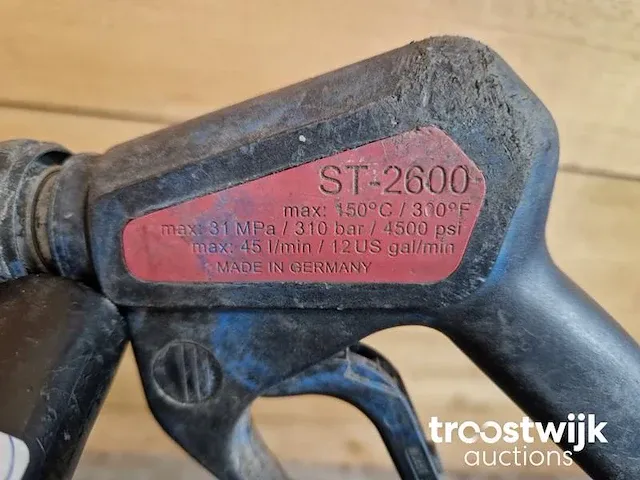 ST-2600
max: 150°C / 300°F
max: 31 MPa / 310 bar / 4500 psi
max: 45 l/min / 12 US gal/min
MADE IN GERMANY
troostwijk
auctions